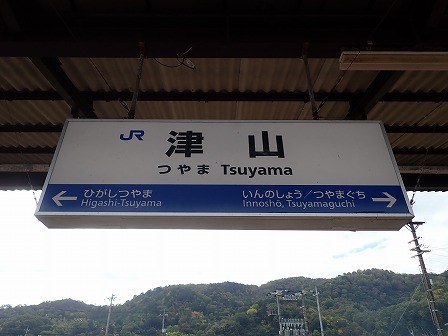 JR 津山
つやま Tsuyama
← ひがしつやま いんのしょう／つやまぐち →
Higashi-Tsuyama Innoshō, Tsuyamaguchi